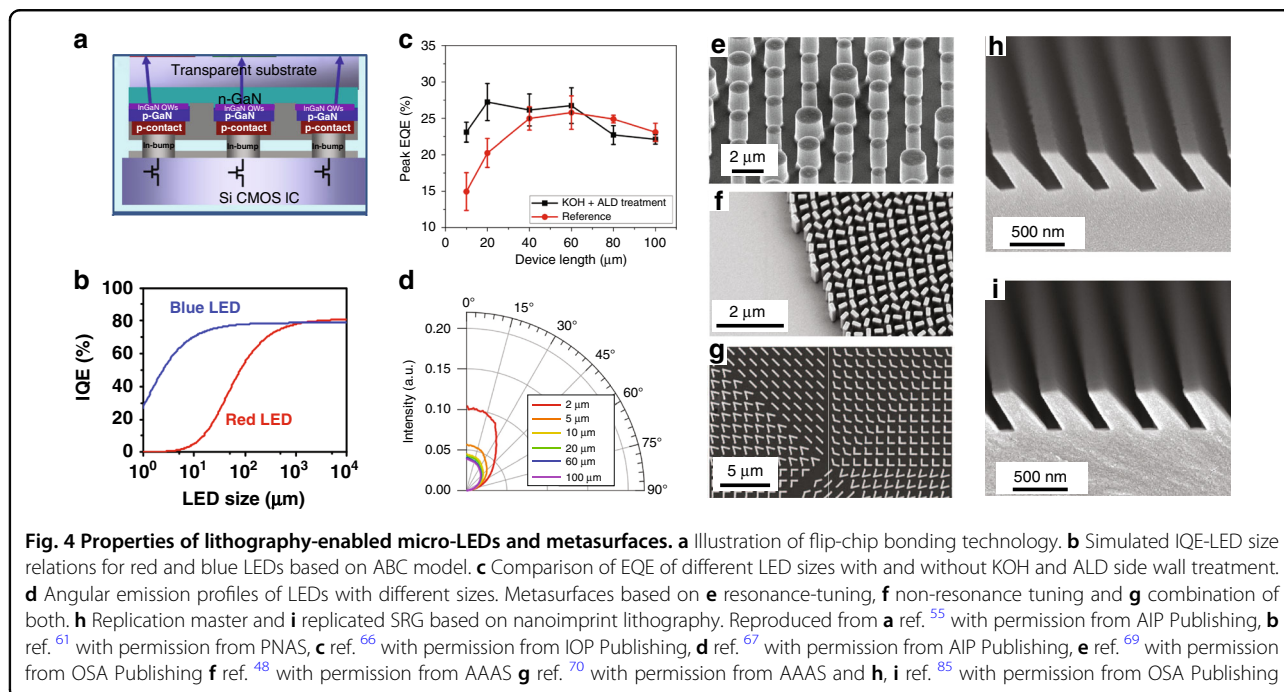 a
Transparent substrate
n-GaN
InGaN QWs InGaN QWs InGaN QWs
p-GaN p-GaN p-GaN
p-contact p-contact p-contact
In-bump In-bump In-bump
Si CMOS IC
b
100
80
60
40
20
0
IQE (%)
Blue LED
Red LED
10⁰ 10¹ 10² 10³ 10⁴
LED size (μm)
c
35
30
25
20
15
10
Peak EQE (%)
KOH + ALD treatment
Reference
0 20 40 60 80 100
Device length (μm)
d
0° 15° 30° 45° 60° 75° 90°
0.20
0.15
0.10
0.05
0.00
Intensity (a.u.)
2 μm
5 μm
10 μm
20 μm
60 μm
100 μm
e
2 μm
f
2 μm
g
5 μm
h
500 nm
i
500 nm
Fig. 4 Properties of lithography-enabled micro-LEDs and metasurfaces. a Illustration of flip-chip bonding technology. b Simulated IQE-LED size
relations for red and blue LEDs based on ABC model. c Comparison of EQE of different LED sizes with and without KOH and ALD side wall treatment.
d Angular emission profiles of LEDs with different sizes. Metasurfaces based on e resonance-tuning, f non-resonance tuning and g combination of
both. h Replication master and i replicated SRG based on nanoimprint lithography. Reproduced from a ref. 55 with permission from AIP Publishing, b
ref. 61 with permission from PNAS, c ref. 66 with permission from IOP Publishing, d ref. 67 with permission from AIP Publishing, e ref. 69 with permission
from OSA Publishing f ref. 48 with permission from AAAS g ref. 70 with permission from AAAS and h, i ref. 85 with permission from OSA Publishing